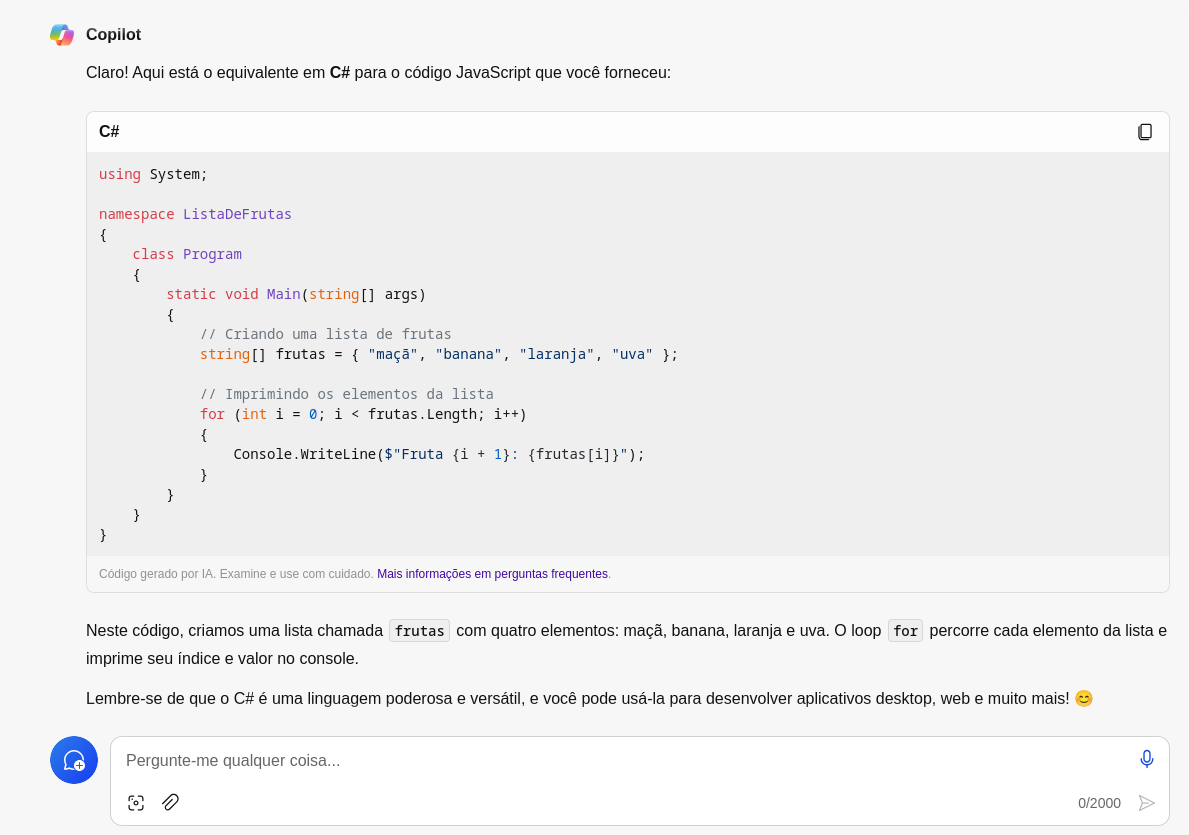 Copilot
Claro! Aqui está o equivalente em C# para o código JavaScript que você forneceu:
C#
using System;
namespace ListaDeFrutas
{
    class Program
    {
        static void Main(string[] args)
        {
            // Criando uma lista de frutas
            string[] frutas = { "maçã", "banana", "laranja", "uva" };
            // Imprimindo os elementos da lista
            for (int i = 0; i < frutas.Length; i++)
            {
                Console.WriteLine($"Fruta {i + 1}: {frutas[i]}");
            }
        }
    }
}
Código gerado por IA. Examine e use com cuidado. Mais informações em perguntas frequentes.
Neste código, criamos uma lista chamada frutas com quatro elementos: maçã, banana, laranja e uva. O loop for percorre cada elemento da lista e
imprime seu índice e valor no console.
Lembre-se de que o C# é uma linguagem poderosa e versátil, e você pode usá-la para desenvolver aplicativos desktop, web e muito mais! 😊
Pergunte-me qualquer coisa...
0/2000